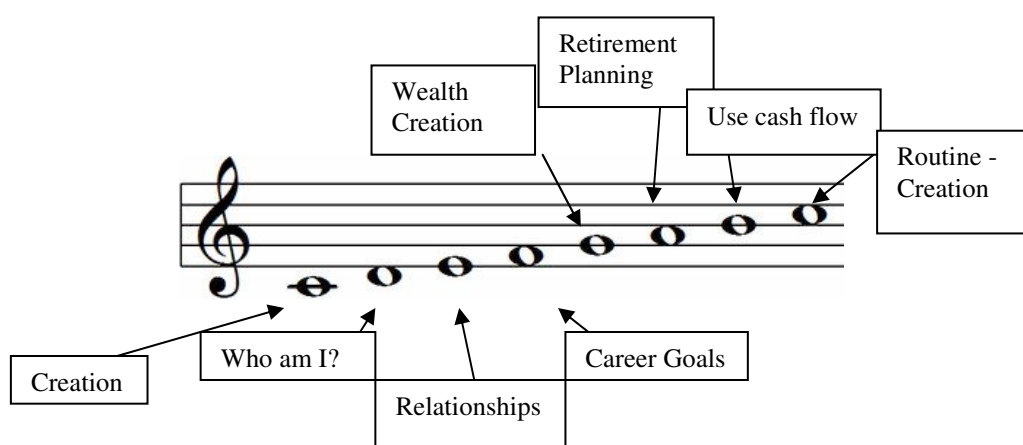 Retirement
Planning
Wealth
Creation
Use cash flow
Routine -
Creation
Who am I?
Career Goals
Creation
Relationships